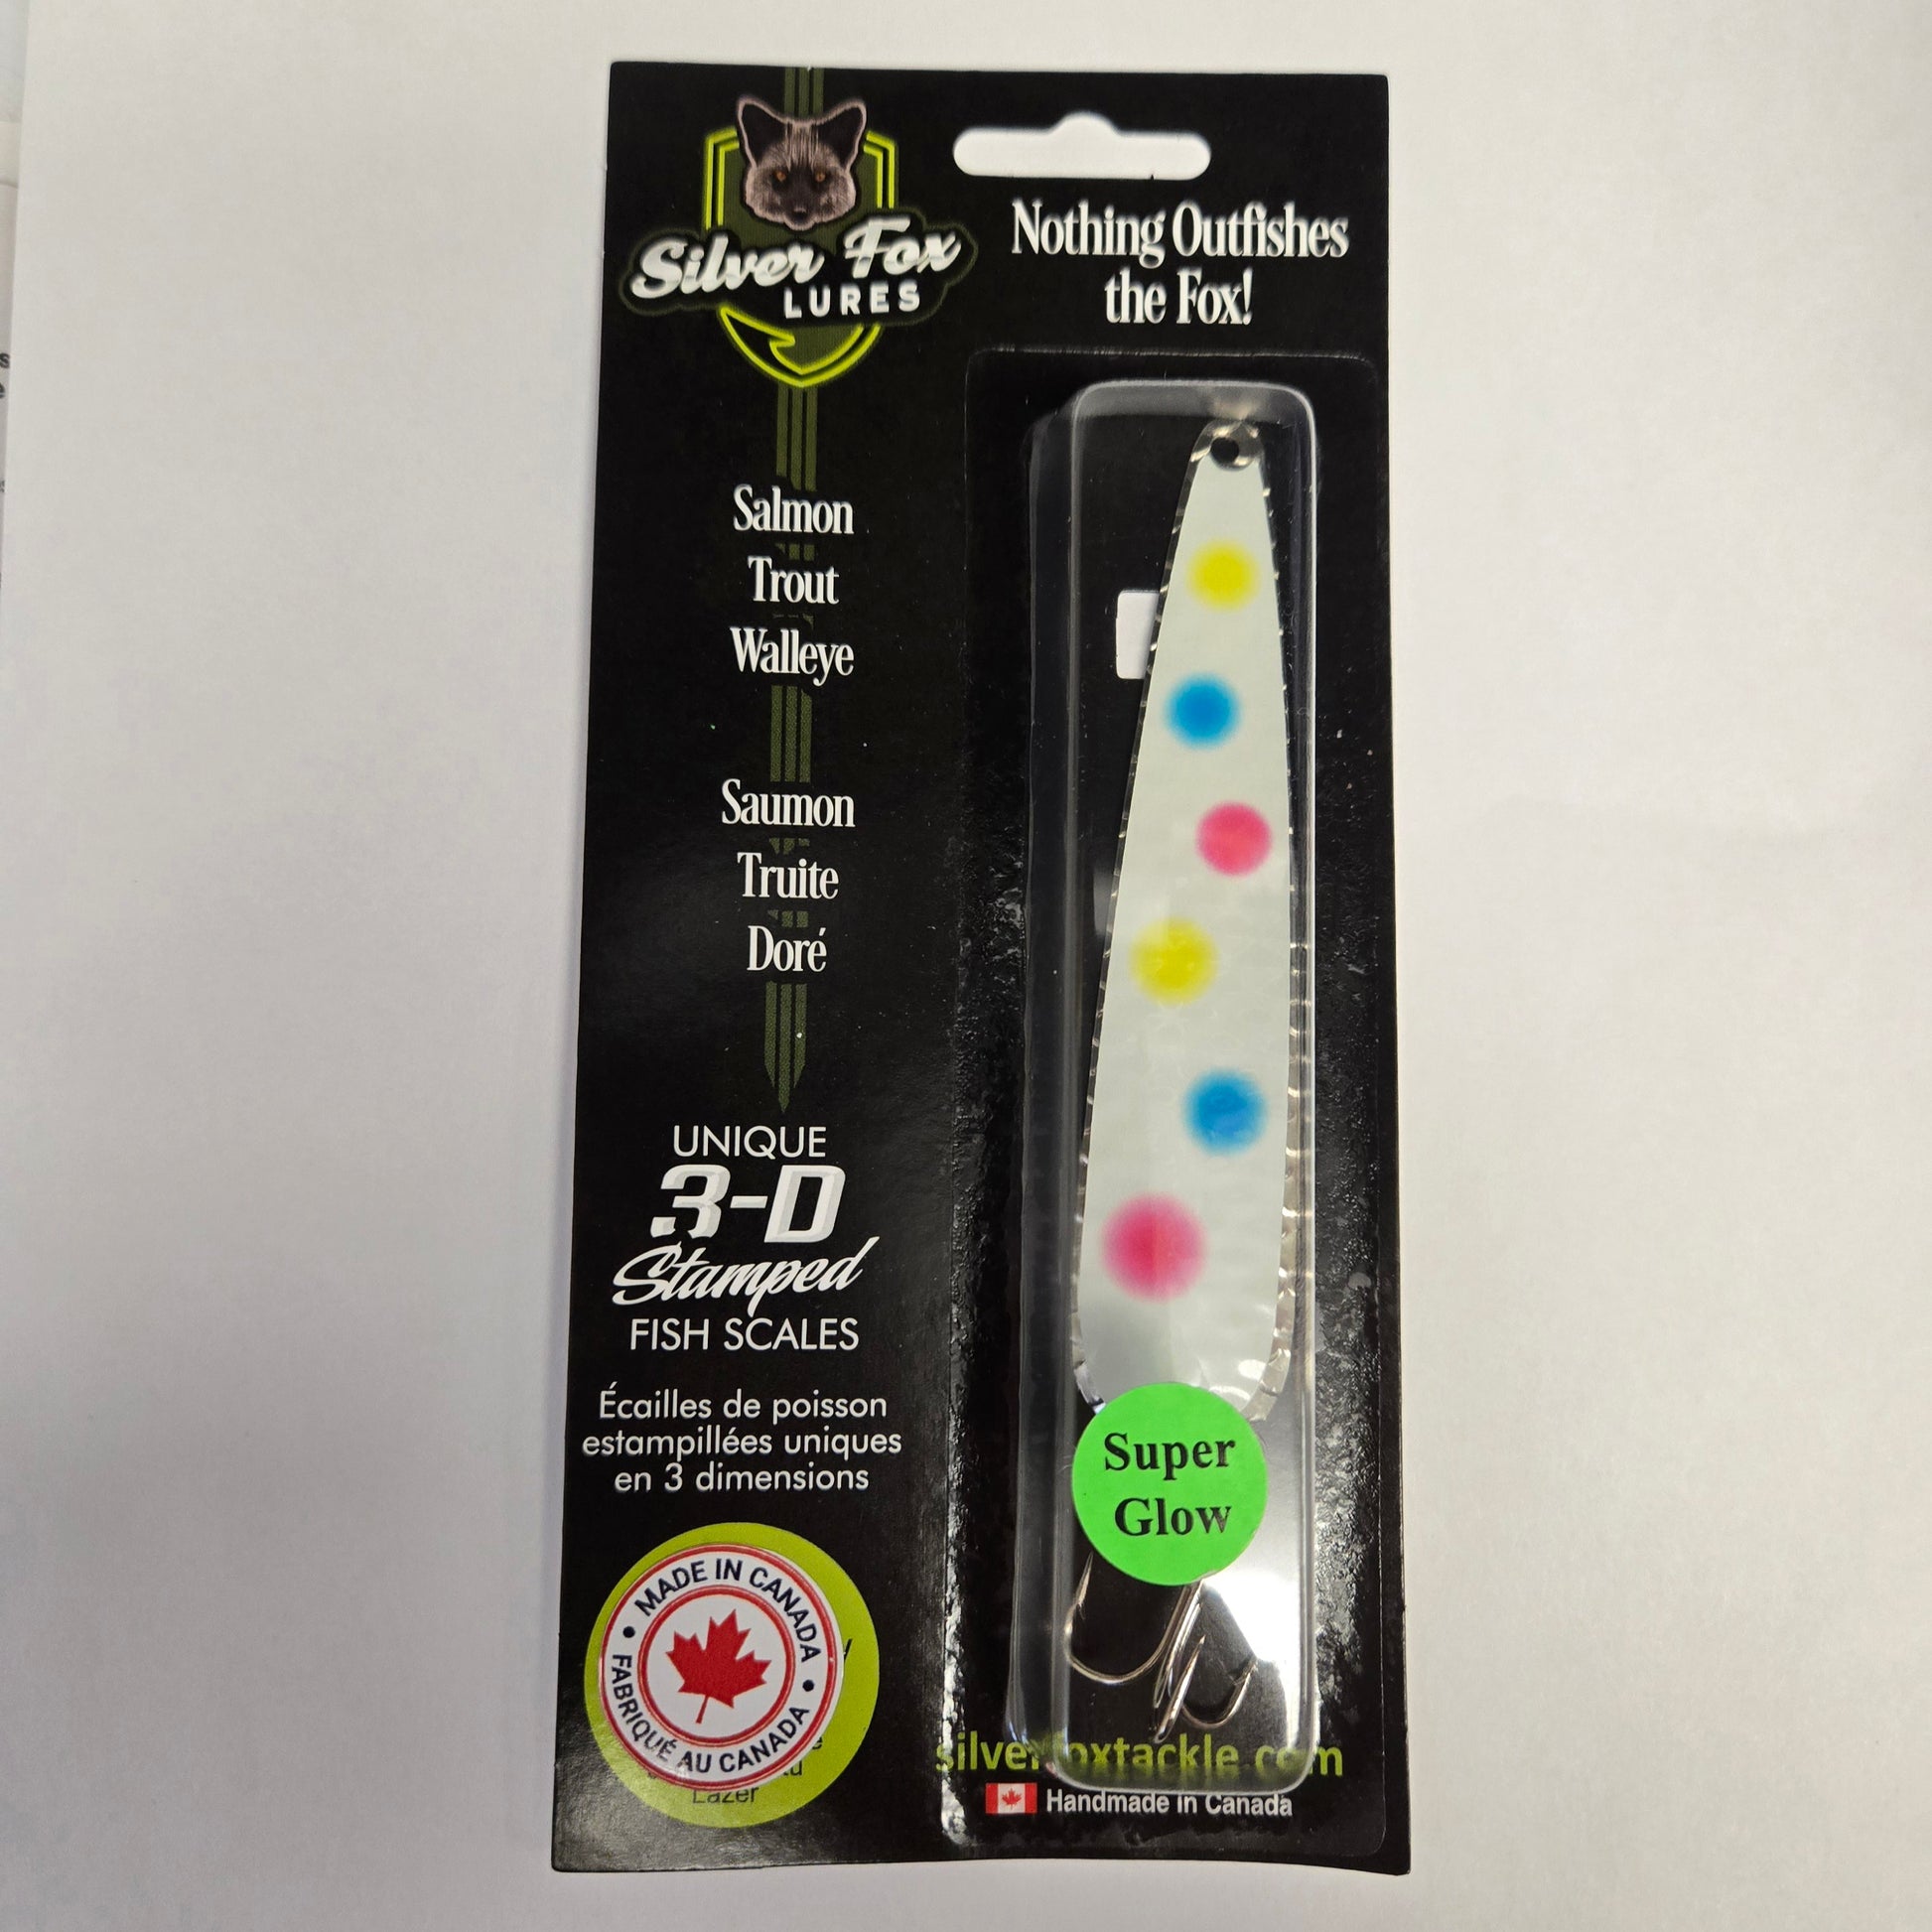 Silver Fox
LURES
Nothing Outfishes
the Fox!
Salmon
Trout
Walleye
Saumon
Truite
Doré
UNIQUE
3-D
Stamped
FISH SCALES
Écailles de poisson
estampillées uniques
en 3 dimensions
MADE IN CANADA
FABRIQUÉ AU CANADA
Lazer
Super
Glow
silverfoxtackle.com
Handmade in Canada